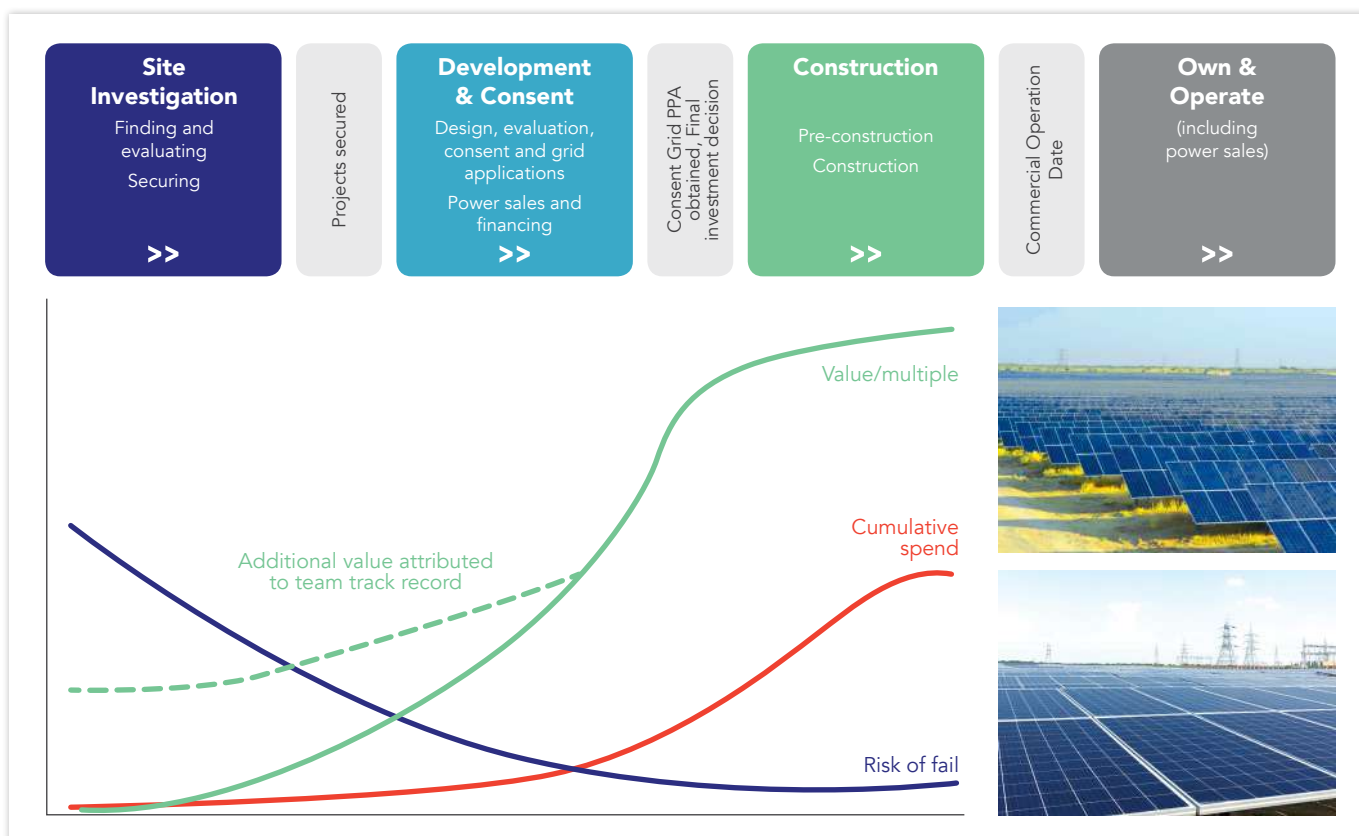 Site
Investigation
Finding and
evaluating
Securing
>>
Projects secured
Development
& Consent
Design, evaluation,
consent and grid
applications
Power sales and
financing
>>
Consent Grid PPA
obtained, Final
investment decision
Construction
Pre-construction
Construction
>>
Commercial Operation
Date
Own &
Operate
(including
power sales)
>>
Value/multiple
Cumulative
spend
Additional value attributed
to team track record
Risk of fail